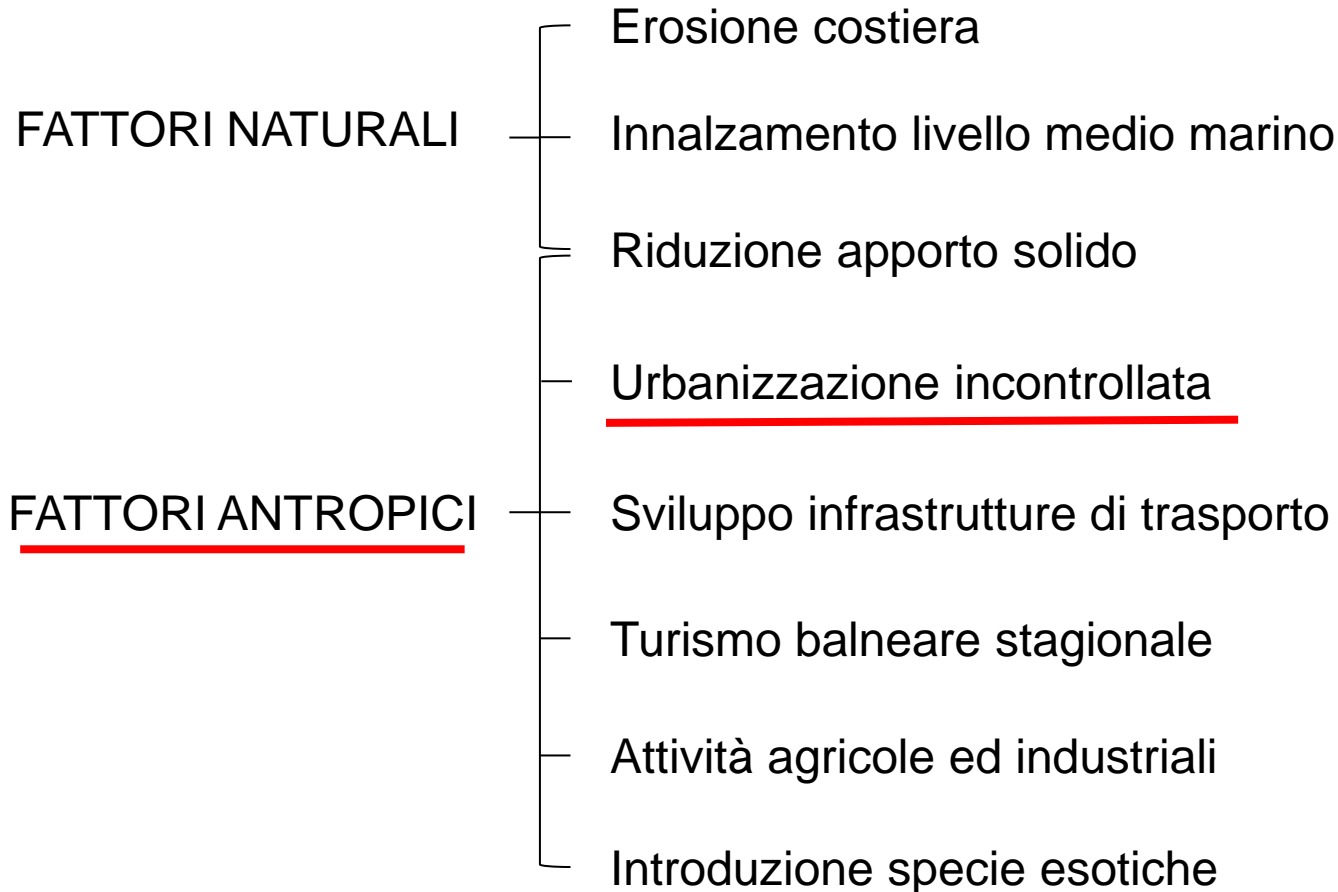 Erosione costiera
FATTORI NATURALI
Innalzamento livello medio marino
Riduzione apporto solido
Urbanizzazione incontrollata
FATTORI ANTROPICI
Sviluppo infrastrutture di trasporto
Turismo balneare stagionale
Attività agricole ed industriali
Introduzione specie esotiche